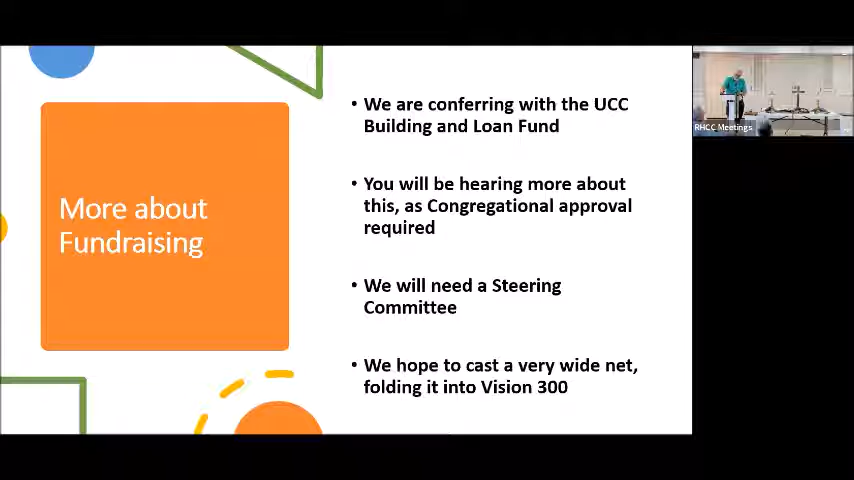 More about
Fundraising
• We are conferring with the UCC
Building and Loan Fund
• You will be hearing more about
this, as Congregational approval
required
• We will need a Steering
Committee
• We hope to cast a very wide net,
folding it into Vision 300
RHCC Meetings